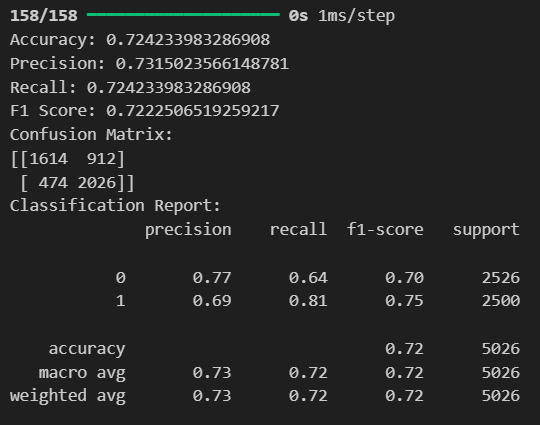 158/158 ━━━━━━━━━━━━━━━━━━━━ 0s 1ms/step
Accuracy: 0.724233983286908
Precision: 0.7315023566148781
Recall: 0.724233983286908
F1 Score: 0.7222506519259217
Confusion Matrix:
[[1614  912]
 [ 474 2026]]
Classification Report:
              precision    recall  f1-score   support
           0       0.77      0.64      0.70      2526
           1       0.69      0.81      0.75      2500
    accuracy                           0.72      5026
   macro avg       0.73      0.72      0.72      5026
weighted avg       0.73      0.72      0.72      5026